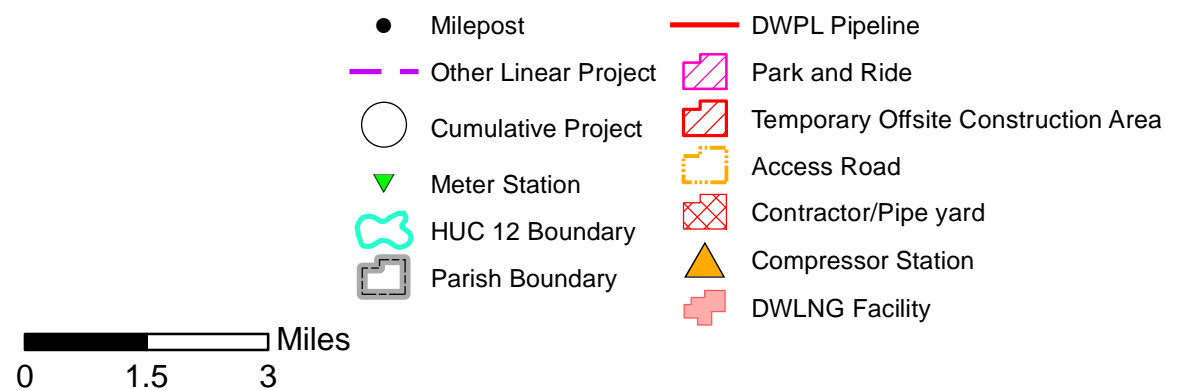 Milepost
Other Linear Project
Cumulative Project
Meter Station
HUC 12 Boundary
Parish Boundary
DWPL Pipeline
Park and Ride
Temporary Offsite Construction Area
Access Road
Contractor/Pipe yard
Compressor Station
DWLNG Facility
Miles
0 1.5 3